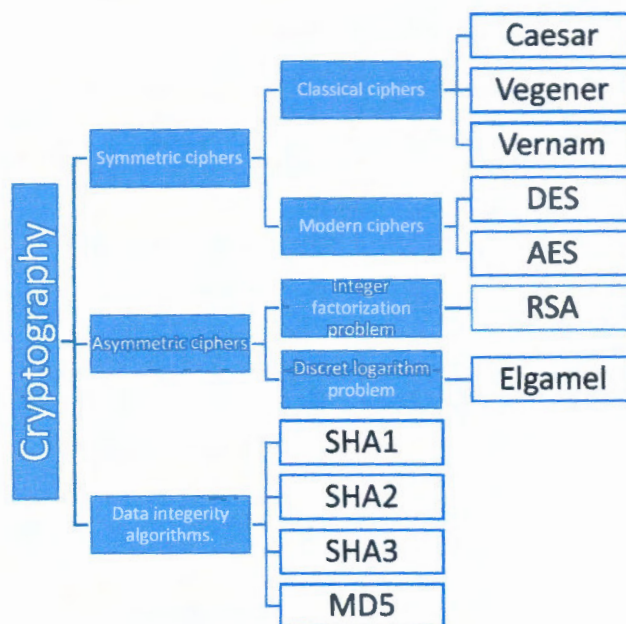 Cryptography
Symmetric ciphers
Classical ciphers
Caesar
Vegener
Vernam
Modern ciphers
DES
AES
Asymmetric ciphers
Integer
factorization
problem
RSA
Discret logarithm
problem
Elgamel
Data integerity
algorithms.
SHA1
SHA2
SHA3
MD5